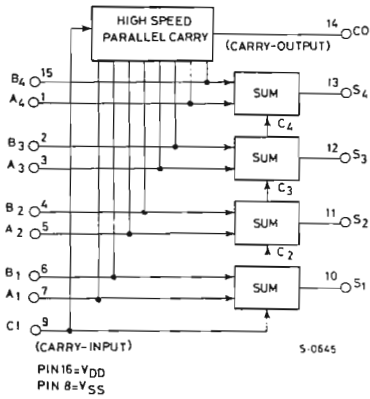 HIGH SPEED
PARALLEL CARRY
14
CO
(CARRY-OUTPUT)
B4 15
A4 1
SUM
13
S4
C4
B3 2
A3 3
SUM
12
S3
C3
B2 4
A2 5
SUM
11
S2
C2
B1 6
A1 7
SUM
10
S1
CI 9
(CARRY-INPUT)
S-0645
PIN 16=VDD
PIN 8=VSS